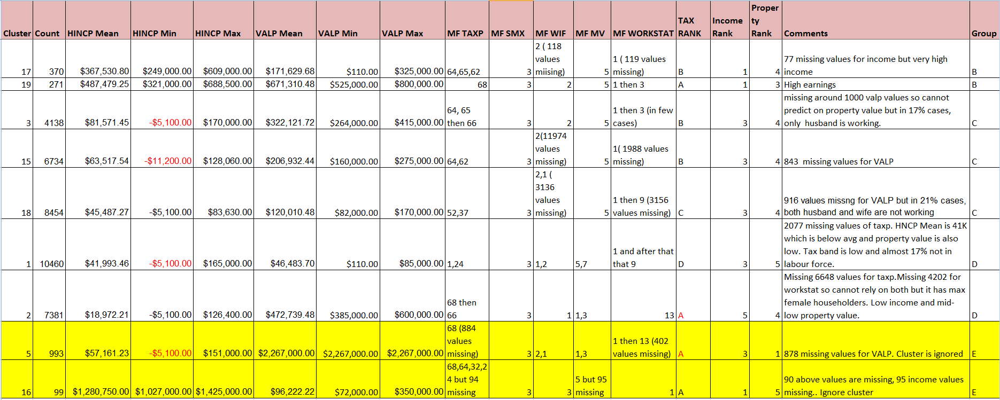 Cluster Count HINCP Mean HINCP Min HINCP Max VALP Mean VALP Min VALP Max MF TAXP MF SMX MF WIF MF MV MF WORKSTAT TAX RANK Income Rank Proper ty Rank Comments Group
17 370 $367,530.80 $249,000.00 $609,000.00 $171,629.68 $110.00 $325,000.00 64,65,62 3 2 ( 118 values miising) 5 1 ( 119 values missing) B 1 4 77 missing values for income but very high income B
19 271 $487,479.25 $321,000.00 $688,500.00 $671,310.48 $525,000.00 $800,000.00 68 3 2 5 1 then 3 A 1 3 High earnings B
3 4138 $81,571.45 -$5,100.00 $170,000.00 $322,121.72 $264,000.00 $415,000.00 64, 65 then 66 3 2 5 1 then 3 (in few cases) B 3 4 missing around 1000 valp values so cannot predict on property value but in 17% cases, only husband is working. C
15 6734 $63,517.54 -$11,200.00 $128,060.00 $206,932.44 $160,000.00 $275,000.00 64,62 3 2(11974 values missing) 5 1( 1988 values missing) B 3 4 843 missing values for VALP C
18 8454 $45,487.27 -$5,100.00 $83,630.00 $120,010.48 $82,000.00 $170,000.00 52,37 3 2,1 ( 3136 values missing) 5 1 then 9 (3156 values missing) C 3 4 916 values missng for VALP but in 21% cases, both husband and wife are not working C
1 10460 $41,993.46 -$5,100.00 $165,000.00 $46,483.70 $110.00 $85,000.00 1,24 3 1,2 5,7 1 and after that that 9 D 3 5 2077 missing values of taxp. HNCP Mean is 41K which is below avg and property value is also low. Tax band is low and almost 17% not in labour force. D
2 7381 $18,972.21 -$5,100.00 $126,400.00 $472,739.48 $385,000.00 $600,000.00 68 then 66 3 1 1,3 13 A 5 4 Missing 6648 values for taxp.Missing 4202 for workstat so cannot rely on both but it has max female householders. Low income and mid-low property value. D
5 993 $57,161.23 -$5,100.00 $151,000.00 $2,267,000.00 $2,267,000.00 $2,267,000.00 68 (884 values missing) 3 2,1 1,3 1 then 13 (402 values missing) A 3 1 878 missing values for VALP. Cluster is ignored E
16 99 $1,280,750.00 $1,027,000.00 $1,425,000.00 $96,222.22 $72,000.00 $350,000.00 68,64,32,2 4 but 94 missing 3 3 5 but 95 missing 1 A 1 5 90 above values are missing, 95 income values missing.. Ignore cluster E